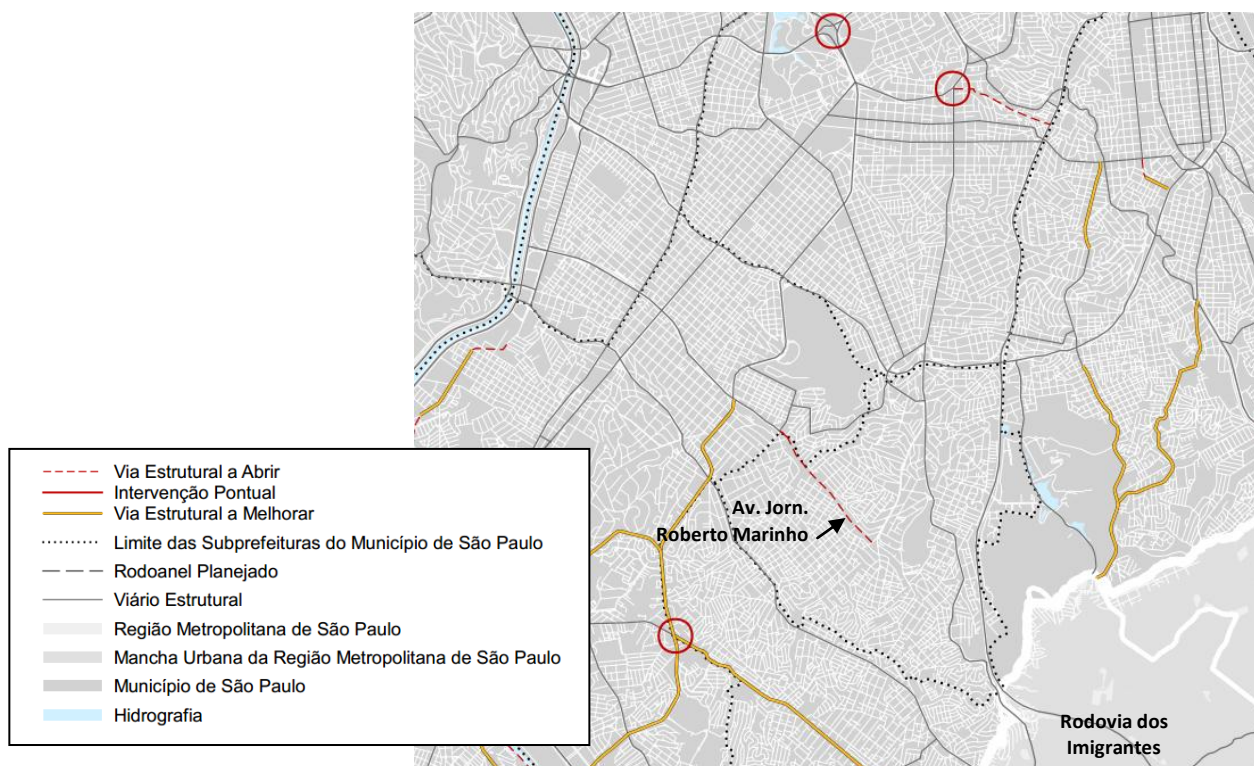 Via Estrutural a Abrir
Intervenção Pontual
Via Estrutural a Melhorar
Limite das Subprefeituras do Município de São Paulo
Rodoanel Planejado
Viário Estrutural
Região Metropolitana de São Paulo
Mancha Urbana da Região Metropolitana de São Paulo
Município de São Paulo
Hidrografia
Av. Jorn.
Roberto Marinho
Rodovia dos
Imigrantes